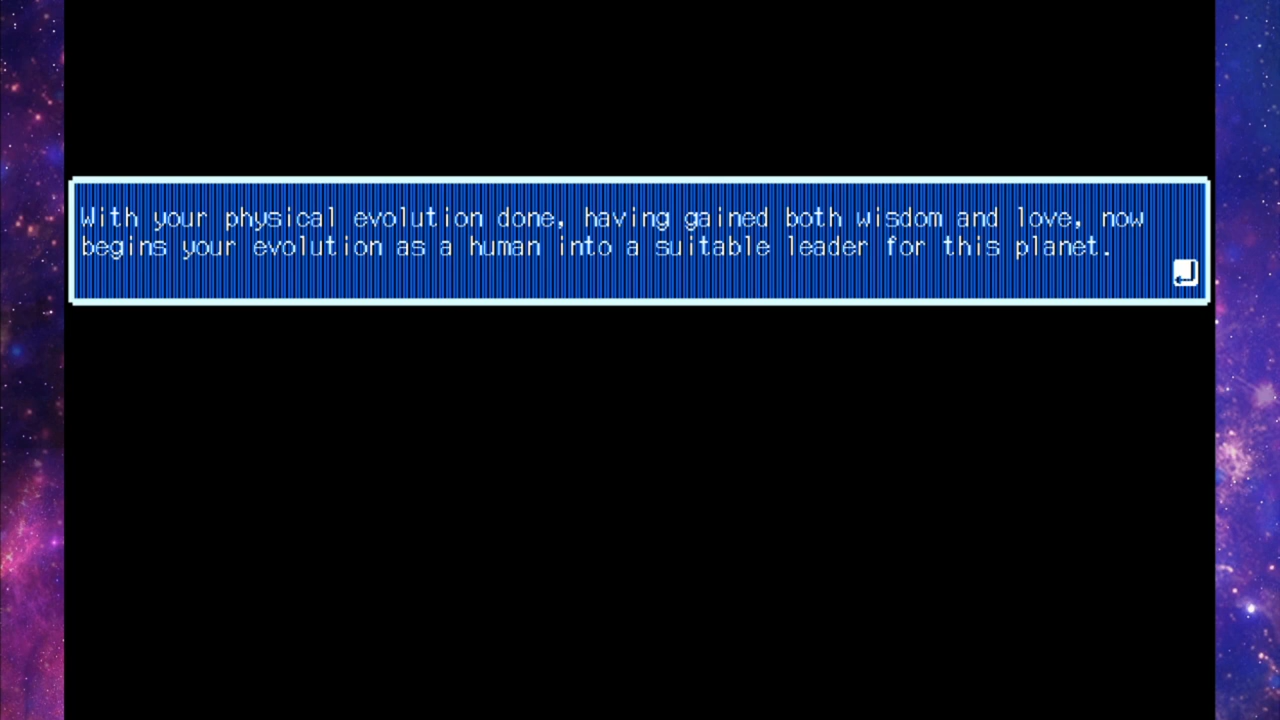 With your physical evolution done, having gained both wisdom and love, now
begins your evolution as a human into a suitable leader for this planet.